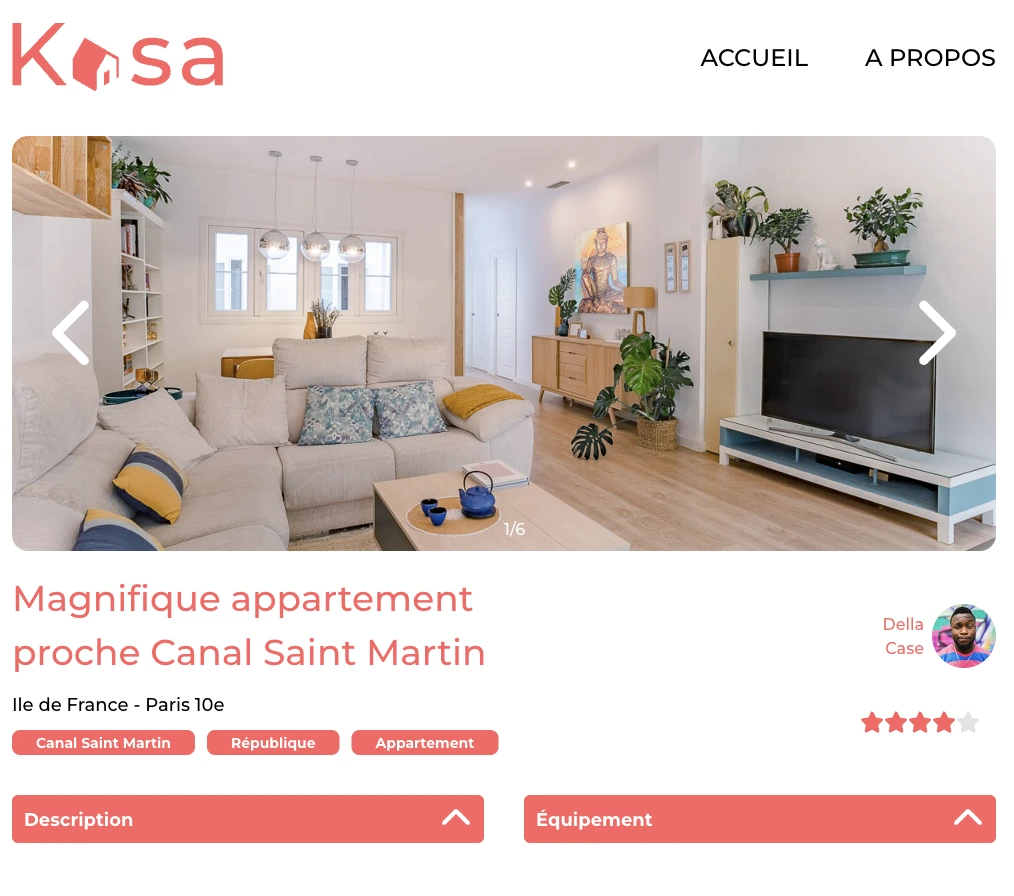 Kasa
ACCUEIL
A PROPOS
1/6
Magnifique appartement
proche Canal Saint Martin
Della
Case
Ile de France - Paris 10e
Canal Saint Martin
République
Appartement
Description
Équipement